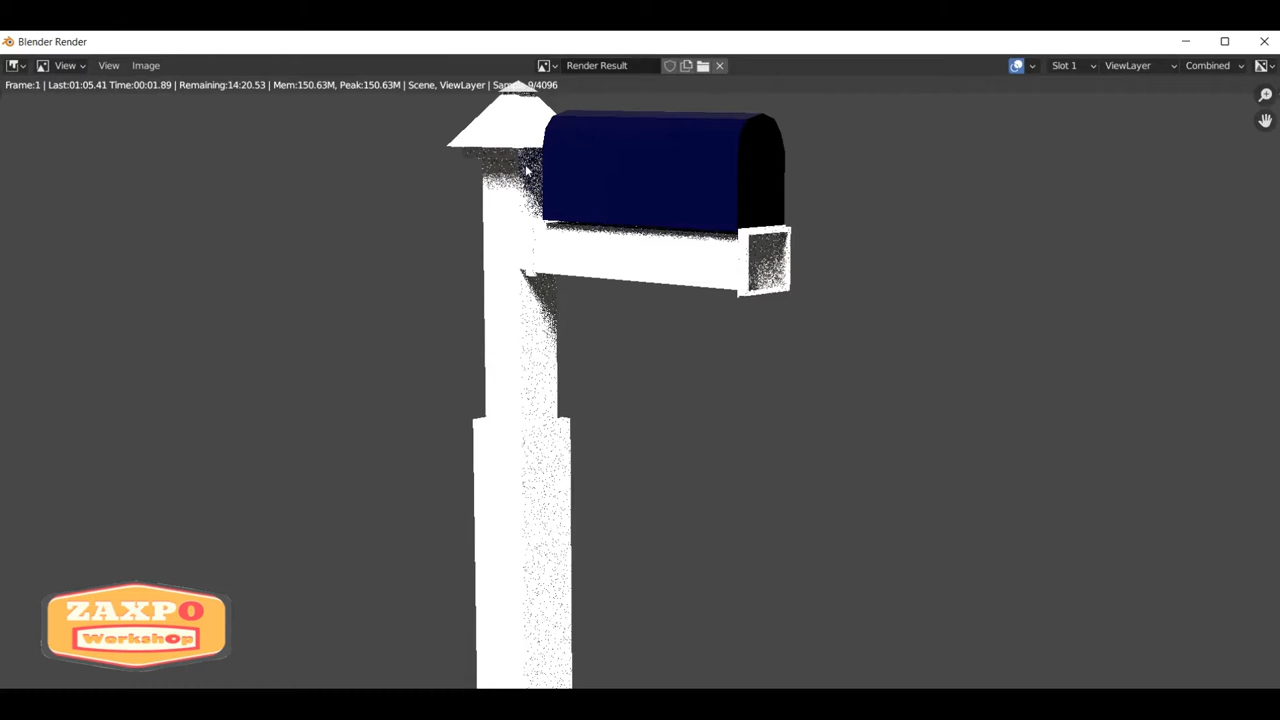 Blender Render
View View Image Render Result Slot 1 ViewLayer Combined
Frame:1 | Last:01:05.41 Time:00:01.89 | Remaining:14:20.53 | Mem:150.63M, Peak:150.63M | Scene, ViewLayer | /4096
ZAXPO
Workshop